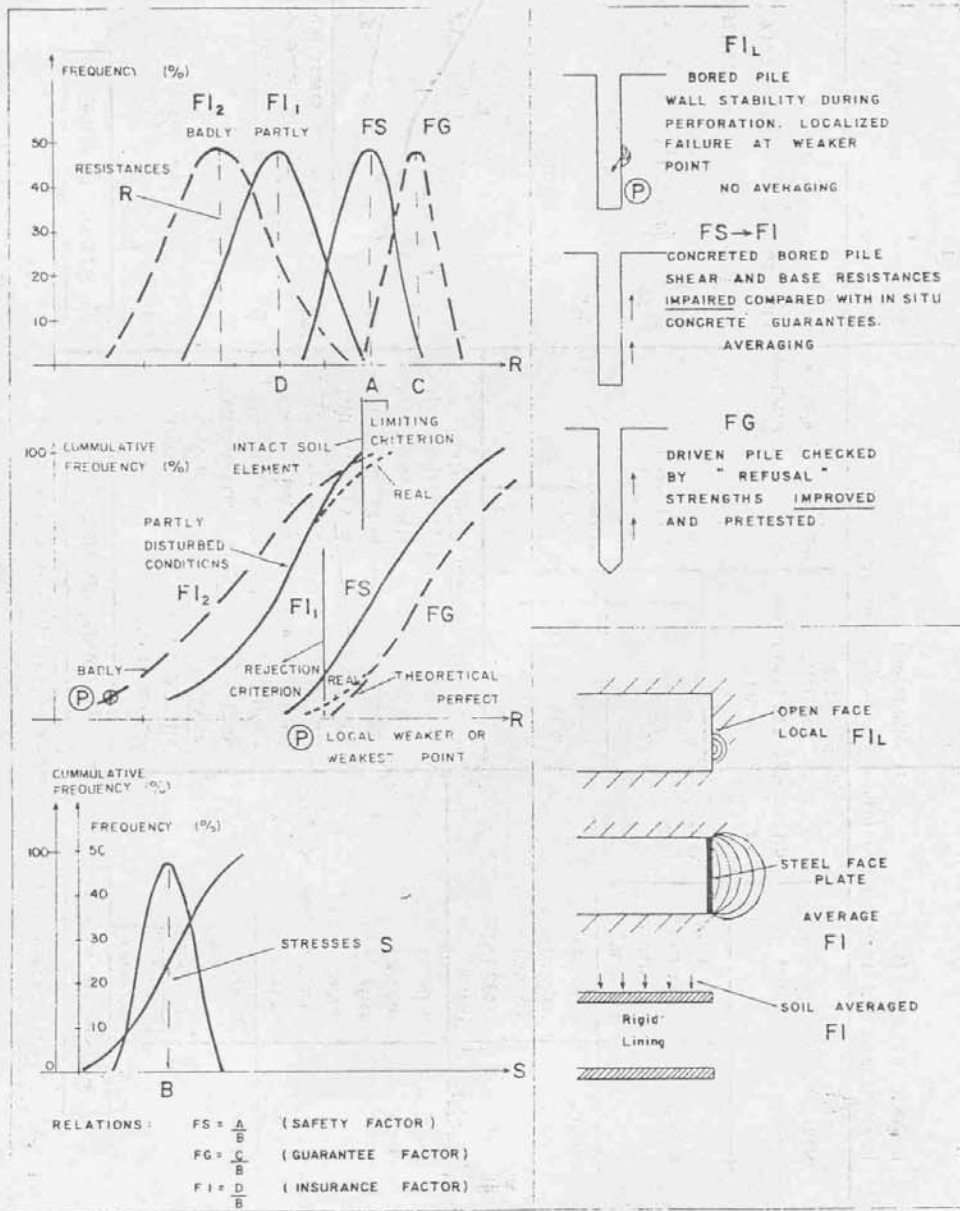 FREQUENCY (%)
FI₂
BADLY
FI₁
PARTLY
FS
FG
50
40
30
20
10
RESISTANCES
R
R
D
A
C
100
CUMMULATIVE
FREQUENCY (%)
INTACT SOIL
ELEMENT
LIMITING
CRITERION
REAL
PARTLY
DISTURBED
CONDITIONS
FI₂
FI₁
FS
FG
BADLY
P
REJECTION
CRITERION
REAL
THEORETICAL
PERFECT
R
P LOCAL WEAKER OR
WEAKEST POINT
CUMMULATIVE
FREQUENCY (%)
FREQUENCY (%)
100
50
40
30
20
10
0
STRESSES S
B
S
RELATIONS: FS = A/B (SAFETY FACTOR)
FG = C/B (GUARANTEE FACTOR)
FI = D/B (INSURANCE FACTOR)
FI_L
BORED PILE
WALL STABILITY DURING
PERFORATION. LOCALIZED
FAILURE AT WEAKER
POINT
P
NO AVERAGING
FS→FI
CONCRETED BORED PILE
SHEAR AND BASE RESISTANCES
IMPAIRED COMPARED WITH IN SITU
CONCRETE GUARANTEES.
AVERAGING
FG
DRIVEN PILE CHECKED
BY "REFUSAL"
STRENGTHS IMPROVED
AND PRETESTED
OPEN FACE
LOCAL FI_L
STEEL FACE
PLATE
AVERAGE
FI
SOIL AVERAGED
FI
Rigid
Lining